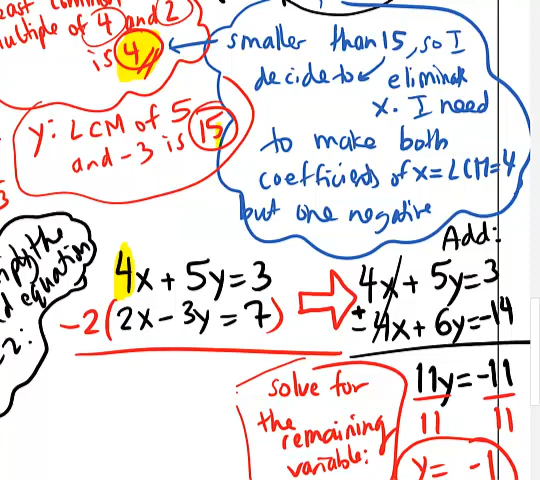 multiple of 4 and 2
is 4
y: LCM of 5
and -3 is 15
smaller than 15, so I
decide to eliminate
x. I need
to make both
coefficients of x = LCM = 4
but one negative
equation
-2:
4x + 5y = 3
-2(2x - 3y = 7)
Add:
4x + 5y = 3
+ -4x + 6y = -14
11y = -11
11 11
y = -1
solve for
the
remaining
variable: